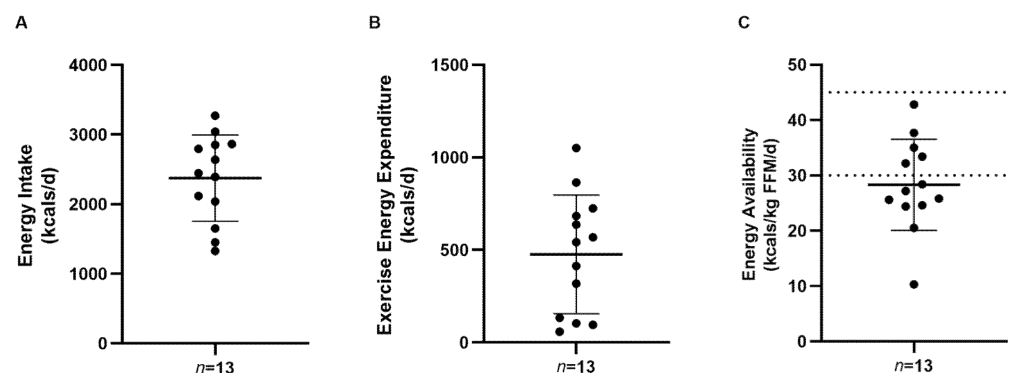 A
B
C
Energy Intake
(kcals/d)
4000
3000
2000
1000
0
n=13
Exercise Energy Expenditure
(kcals/d)
1500
1000
500
0
n=13
Energy Availability
(kcals/kg FFM/d)
50
40
30
20
10
0
n=13